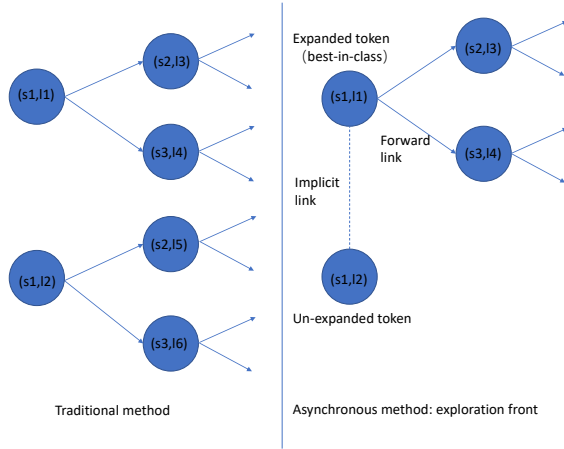 (s1,l1)
(s2,l3)
(s3,l4)
(s1,l2)
(s2,l5)
(s3,l6)
Traditional method
Expanded token
(best-in-class)
(s1,l1)
(s2,l3)
(s3,l4)
Forward
link
Implicit
link
(s1,l2)
Un-expanded token
Asynchronous method: exploration front